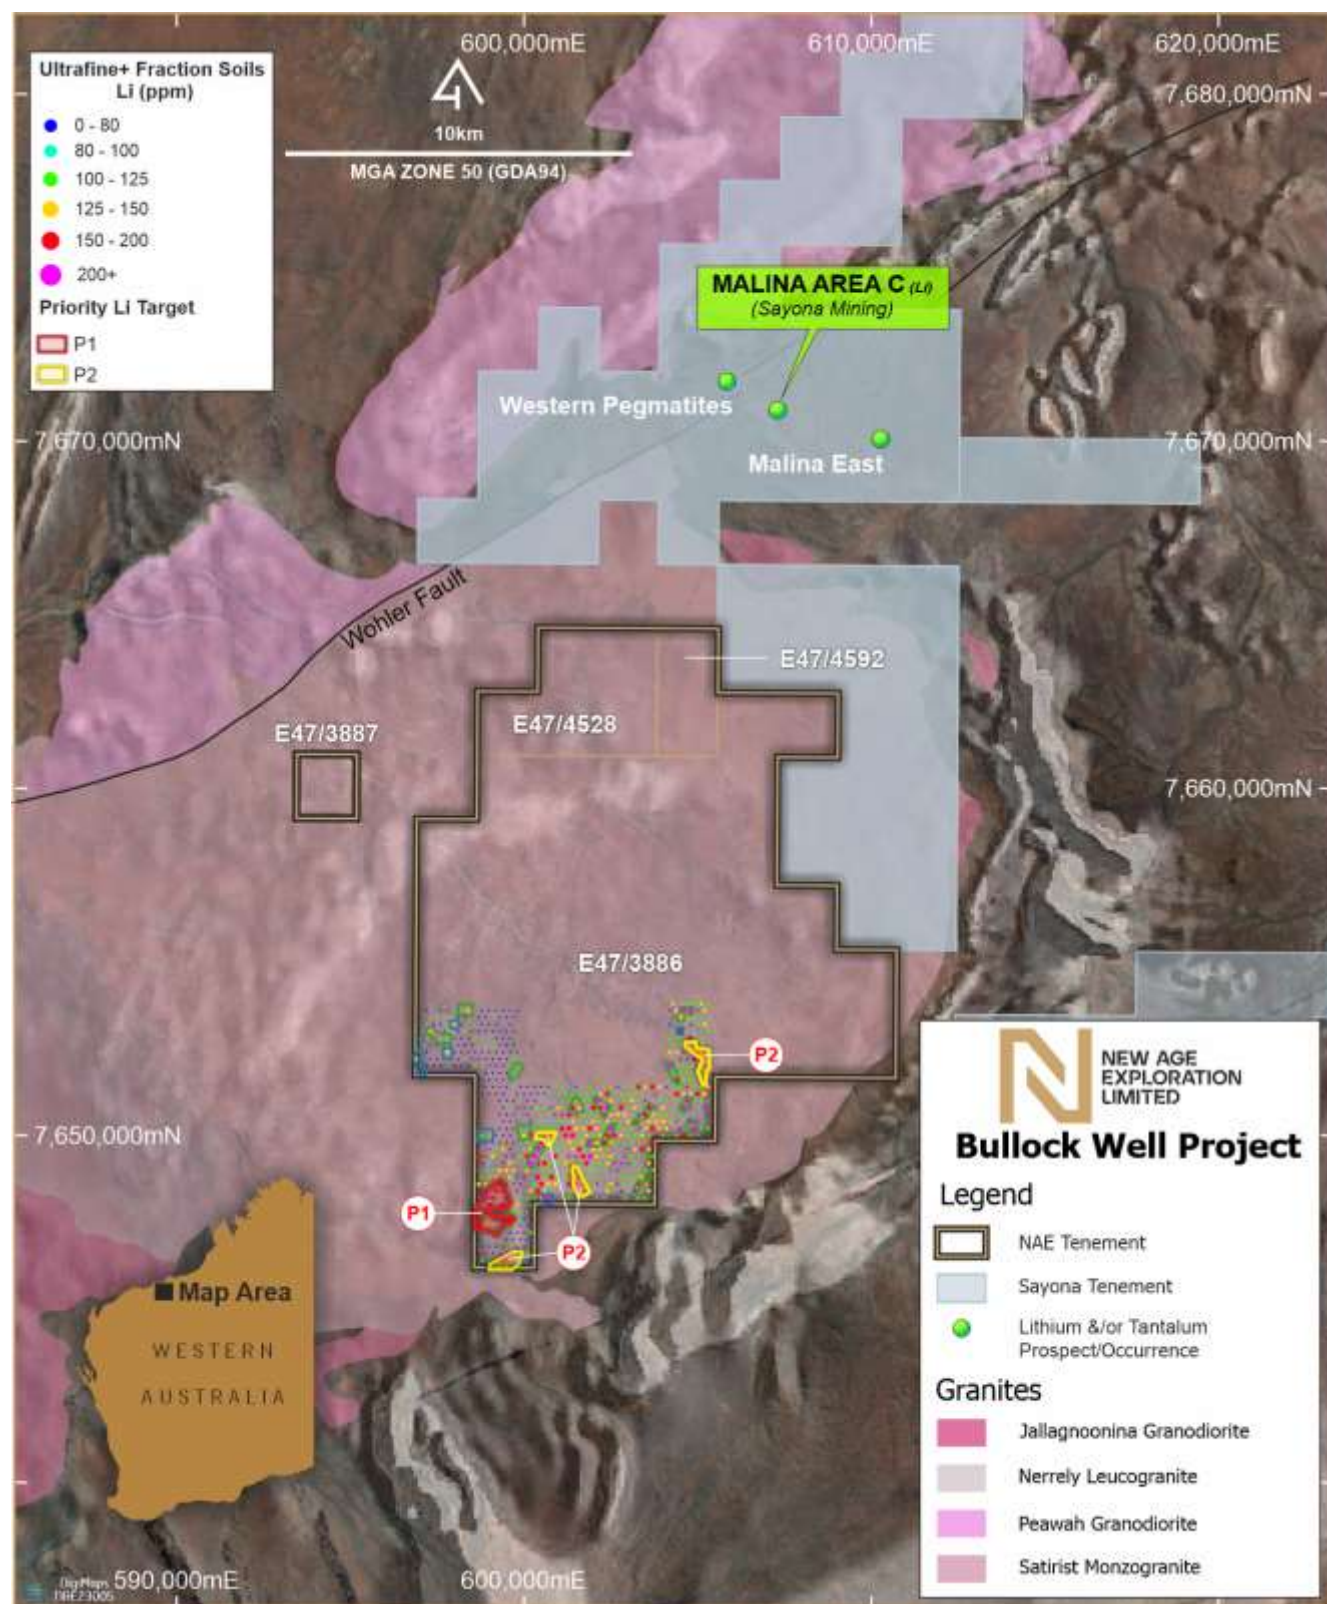 600,000mE
610,000mE
620,000mE
Ultrafine+ Fraction Soils
Li (ppm)
0 - 80
80 - 100
100 - 125
125 - 150
150 - 200
200+
Priority Li Target
P1
P2
10km
MGA ZONE 50 (GDA94)
7,680,000mN
MALINA AREA C (Li)
(Sayona Mining)
Western Pegmatites
Malina East
7,670,000mN
7,670,000mN
Wohler Fault
E47/4592
E47/4528
E47/3887
7,660,000mN
E47/3886
P2
7,650,000mN
P1
P2
Map Area
WESTERN
AUSTRALIA
NEW AGE
EXPLORATION
LIMITED
Bullock Well Project
Legend
NAE Tenement
Sayona Tenement
Lithium &/or Tantalum
Prospect/Occurrence
Granites
Jallagnoonina Granodiorite
Nerrely Leucogranite
Peawah Granodiorite
Satirist Monzogranite
DigMaps
NAE23005
590,000mE
600,000mE